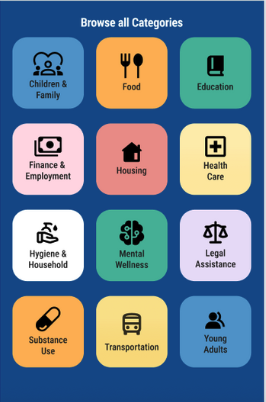 Browse all Categories
Children &
Family
Food
Education
Finance &
Employment
Housing
Health
Care
Hygiene &
Household
Mental
Wellness
Legal
Assistance
Substance
Use
Transportation
Young
Adults